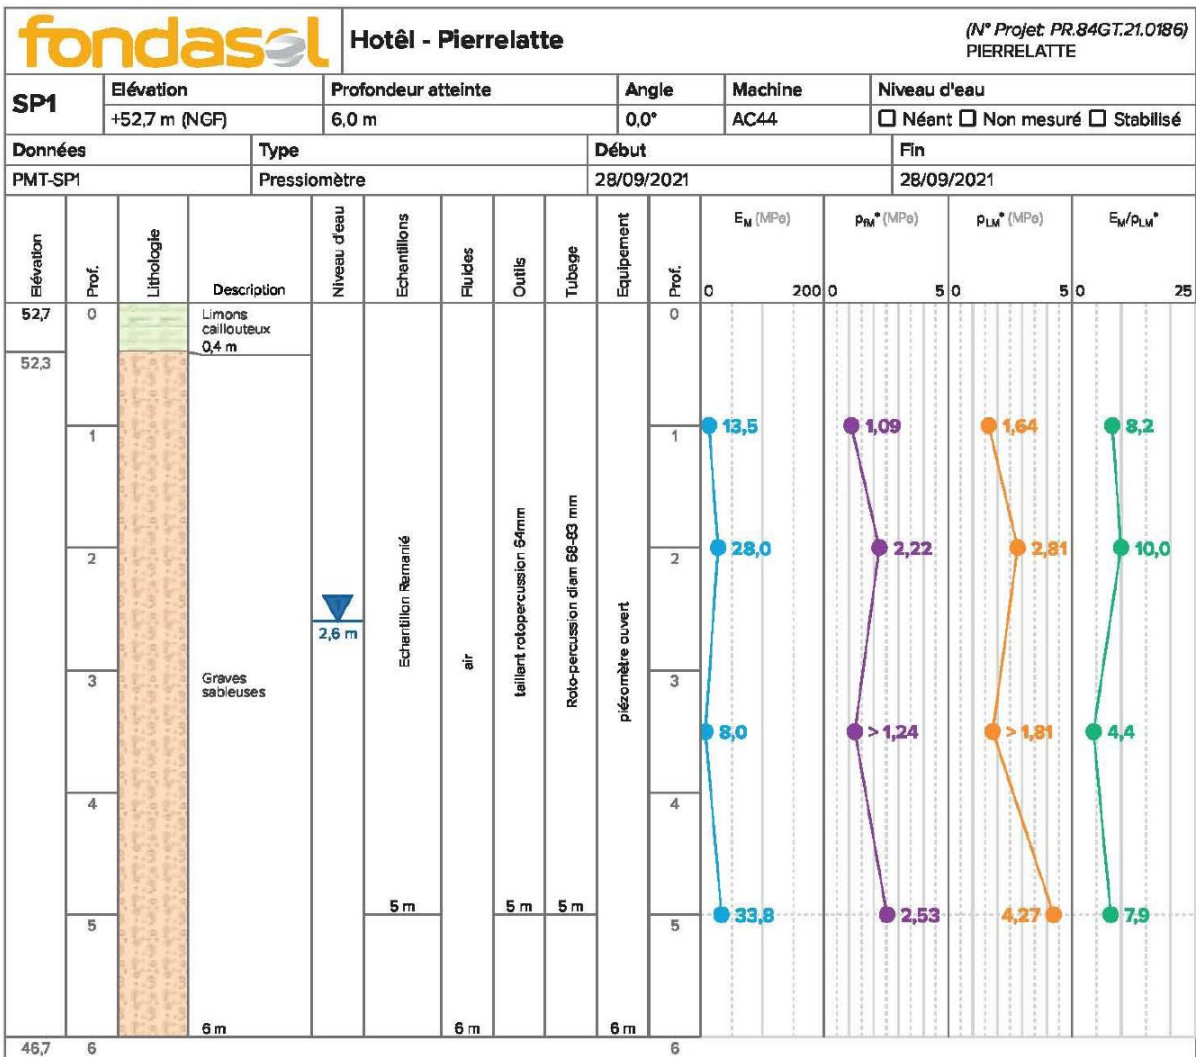 fondasol
Hotêl - Pierrelatte
(N° Projet PR.84GT.21.0186)
PIERRELATTE
SP1
Elévation
Profondeur atteinte
Angle
Machine
Niveau d'eau
+52,7 m (NGF)
6,0 m
0,0°
AC44
Néant Non mesuré Stabilisé
Données
Type
Début
Fin
PMT-SP1
Pressiomètre
28/09/2021
28/09/2021
Elévation
Prof.
Lithologie
Description
Niveau d'eau
Echantillons
Fluides
Outils
Tubage
Equipement
Prof.
E_M (MPa)
p_fM* (MPa)
p_LM* (MPa)
E_M/p_LM*
0 200
0 5
0 5
0 25
52,7
0
Limons
caillouteux
0,4 m
0
52,3
1
1
13,5
1,09
1,64
8,2
2
2
28,0
2,22
2,81
10,0
2,6 m
Echantillon Remanié
air
taillant rotopercussion 64mm
Roto-percussion diam 68-83 mm
piézomètre ouvert
3
Graves
sableuses
3
8,0
> 1,24
> 1,81
4,4
4
4
5 m
5 m
5 m
5
5
33,8
2,53
4,27
7,9
6 m
6 m
6 m
46,7
6
6